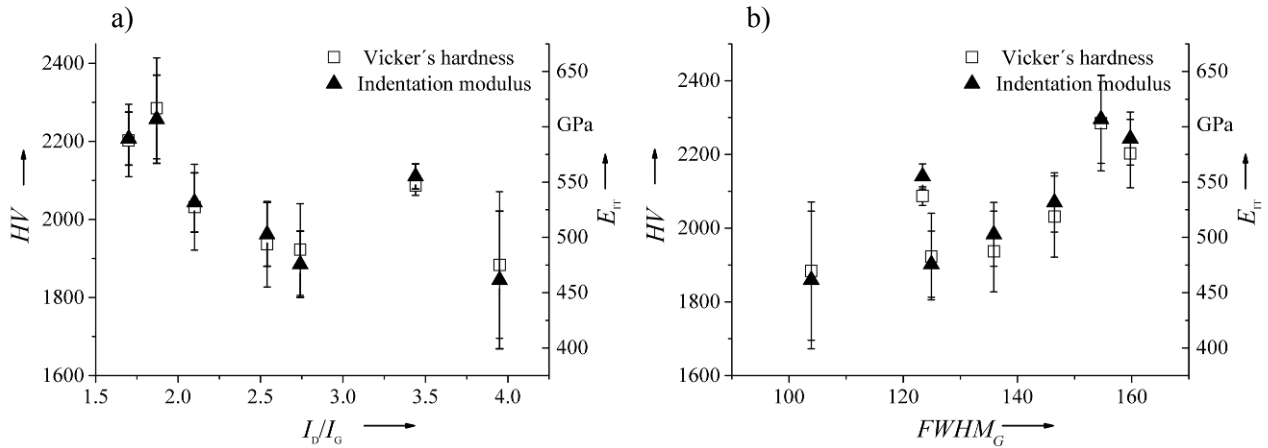 a)
2400
2200
2000
1800
1600
HV
1.5
2.0
2.5
3.0
3.5
4.0
I_D/I_G
650
GPa
550
500
450
400
E_IT
Vicker´s hardness
Indentation modulus
b)
2500
2400
2200
2000
1800
1600
HV
100
120
140
160
FWHM_G
650
GPa
550
500
450
400
E_IT
Vicker´s hardness
Indentation modulus